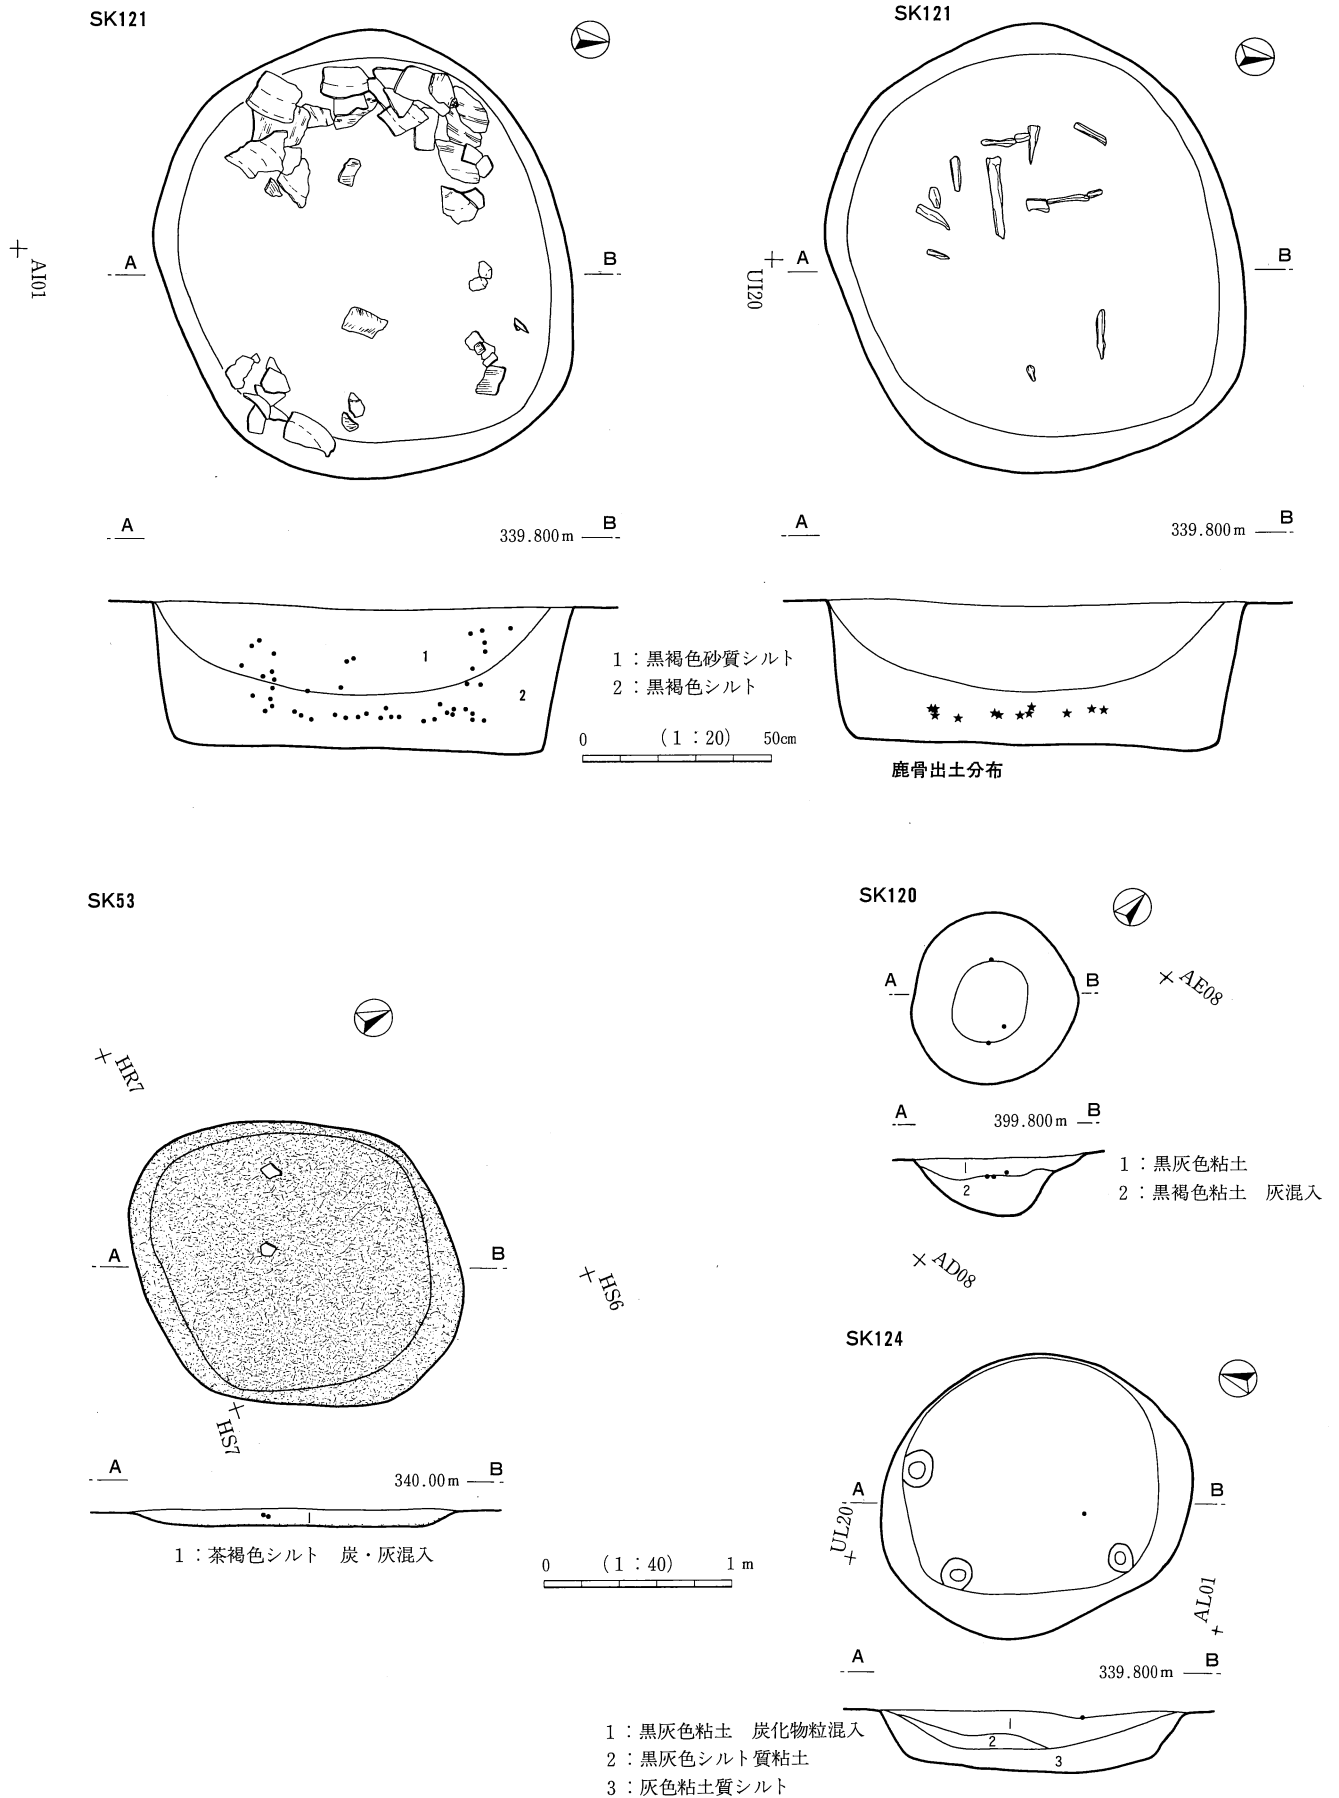 SK121
AI01
A
B
A
B
339.800m
1
2
1：黒褐色砂質シルト
2：黒褐色シルト
0 (1：20) 50cm
SK121
UI20
A
B
A
B
339.800m
鹿骨出土分布
SK53
HR7
A
B
HS6
HS7
A
B
340.00m
1
1：茶褐色シルト 炭・灰混入
0 (1：40) 1m
SK120
A
B
AE08
A
B
399.800m
1
2
1：黒灰色粘土
2：黒褐色粘土 灰混入
AD08
SK124
A
B
UL20
AL01
A
B
339.800m
1
2
3
1：黒灰色粘土 炭化物粒混入
2：黒灰色シルト質粘土
3：灰色粘土質シルト